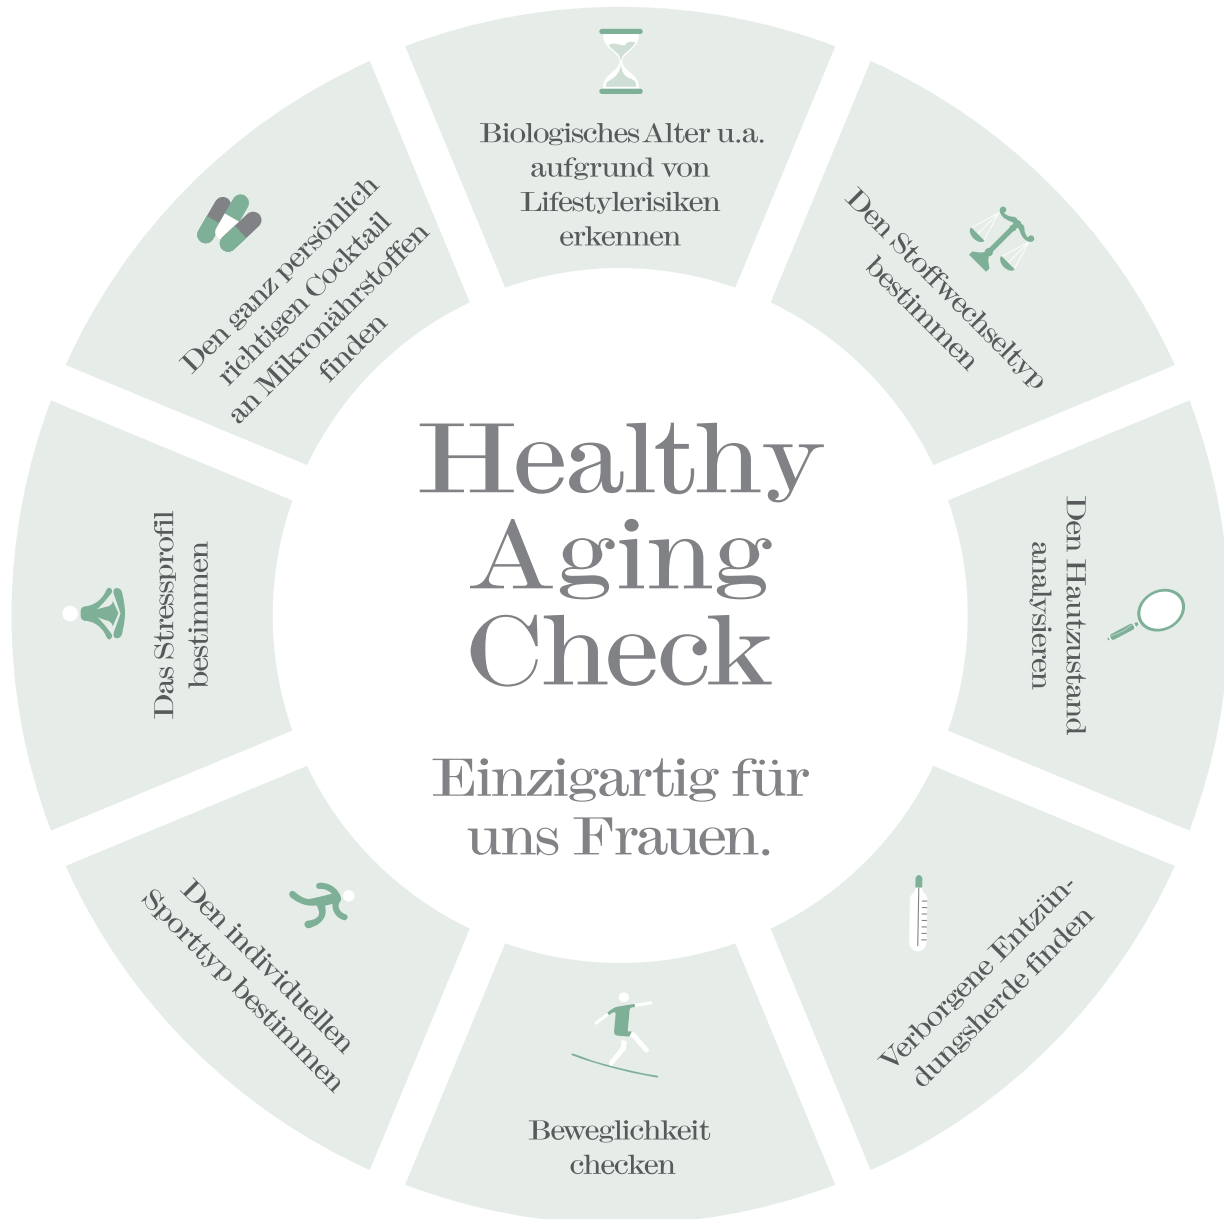 Biologisches Alter u.a.
aufgrund von
Lifestylerisiken
erkennen
Den Stoffwechseltyp
bestimmen
Den Hautzustand
analysieren
Verborgene Entzün-
dungsherde finden
Beweglichkeit
checken
Den individuellen
Sporttyp bestimmen
Das Stressprofil
bestimmen
Den ganz persönlich
richtigen Cocktail
an Mikronährstoffen
finden
Healthy
Aging
Check
Einzigartig für
uns Frauen.